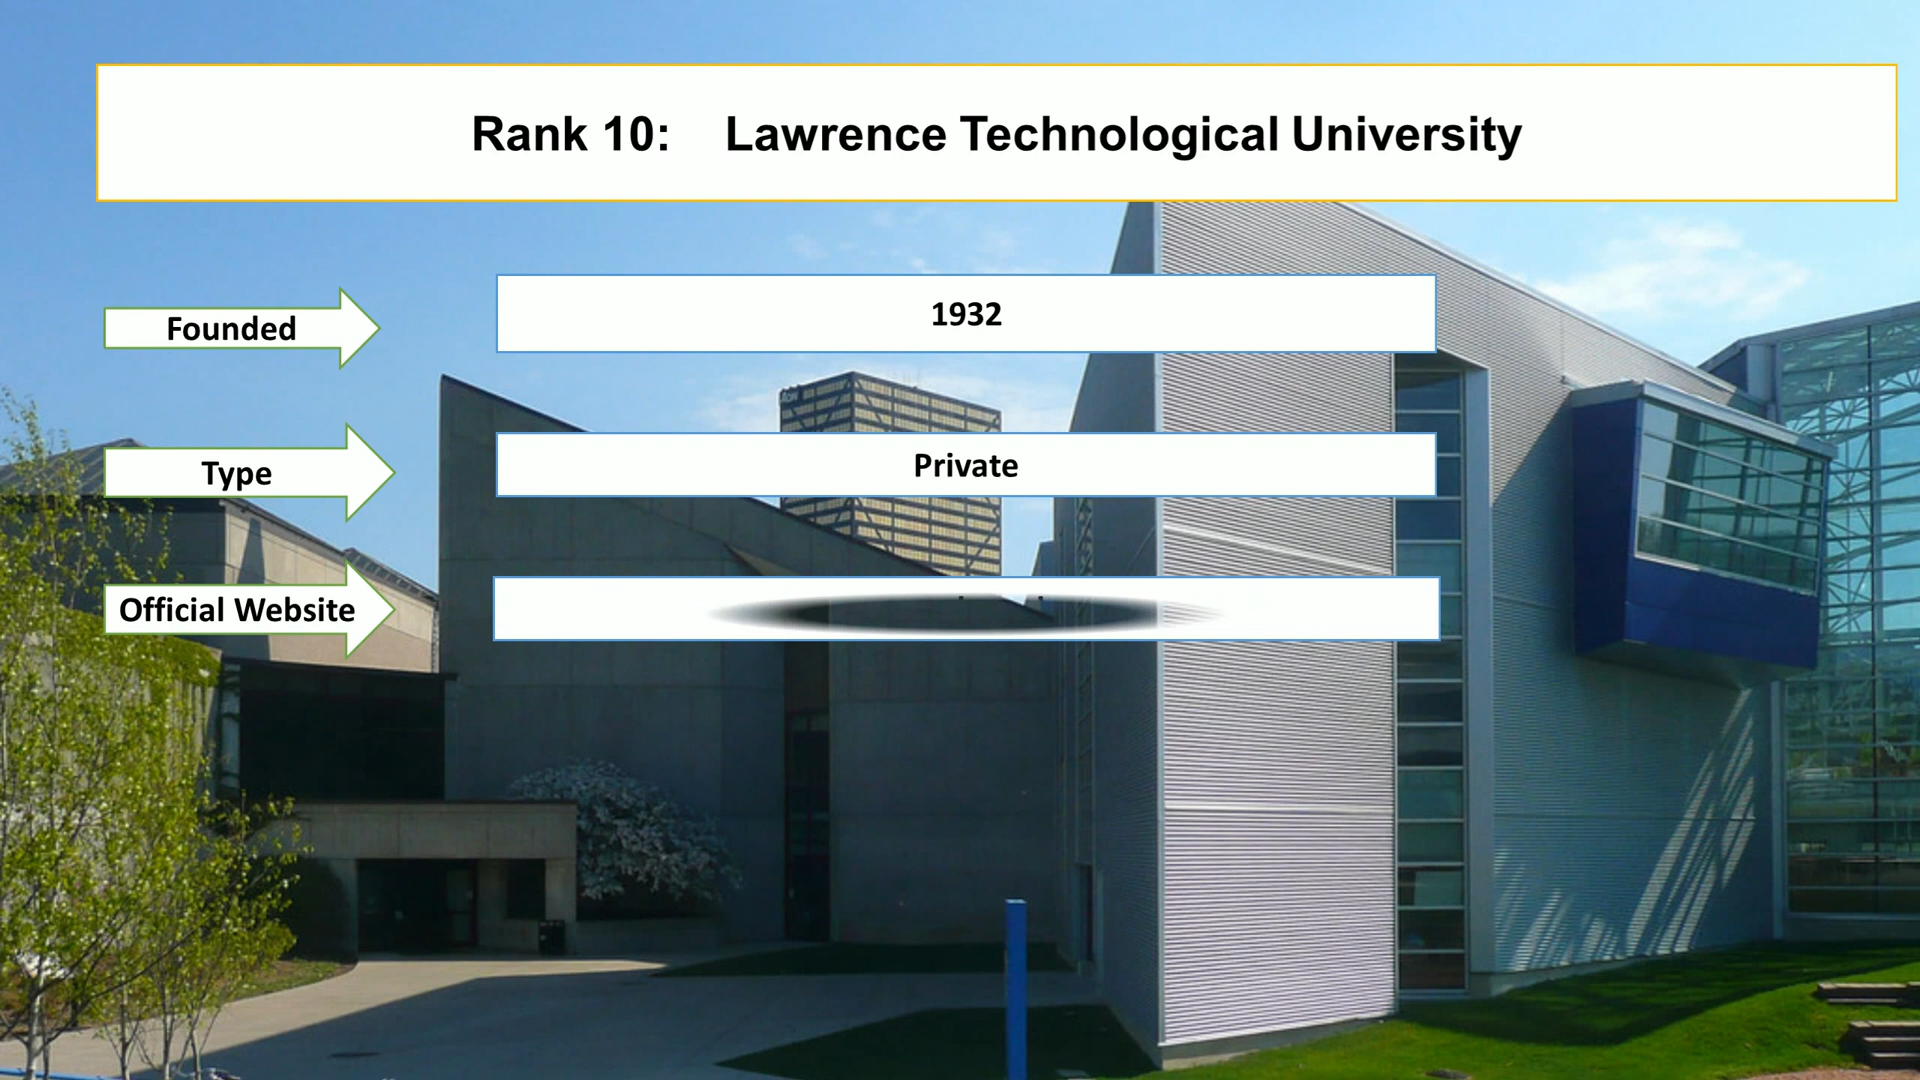 Rank 10: Lawrence Technological University
Founded
1932
Type
Private
Official Website